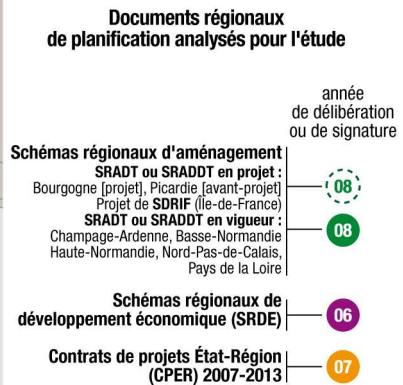 Documents régionaux
de planification analysés pour l'étude
année
de délibération
ou de signature
Schémas régionaux d'aménagement
SRADT ou SRADDT en projet :
Bourgogne [projet], Picardie [avant-projet]
Projet de SDRIF (Île-de-France)
08
SRADT ou SRADDT en vigueur :
Champage-Ardenne, Basse-Normandie
08
Haute-Normandie, Nord-Pas-de-Calais,
Pays de la Loire
Schémas régionaux de
développement économique (SRDE)
06
Contrats de projets État-Région
(CPER) 2007-2013
07